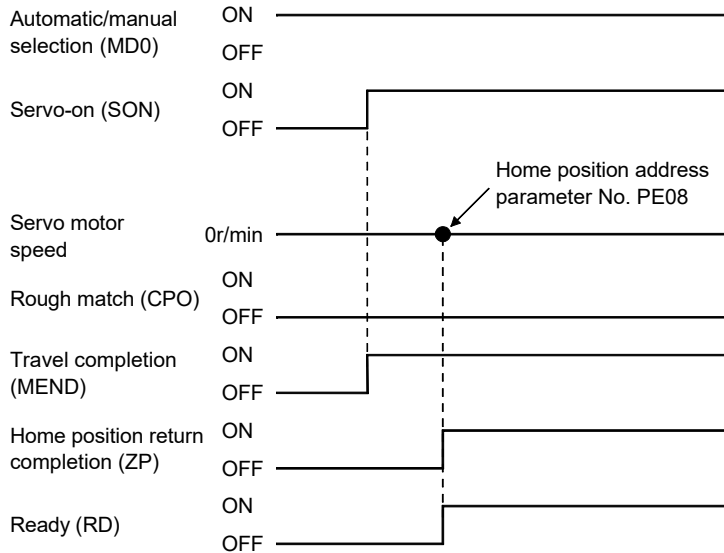 Automatic/manual
selection (MD0)
ON
OFF
Servo-on (SON)
ON
OFF
Home position address
parameter No. PE08
Servo motor
speed
0r/min
Rough match (CPO)
ON
OFF
Travel completion
(MEND)
ON
OFF
Home position return
completion (ZP)
ON
OFF
Ready (RD)
ON
OFF